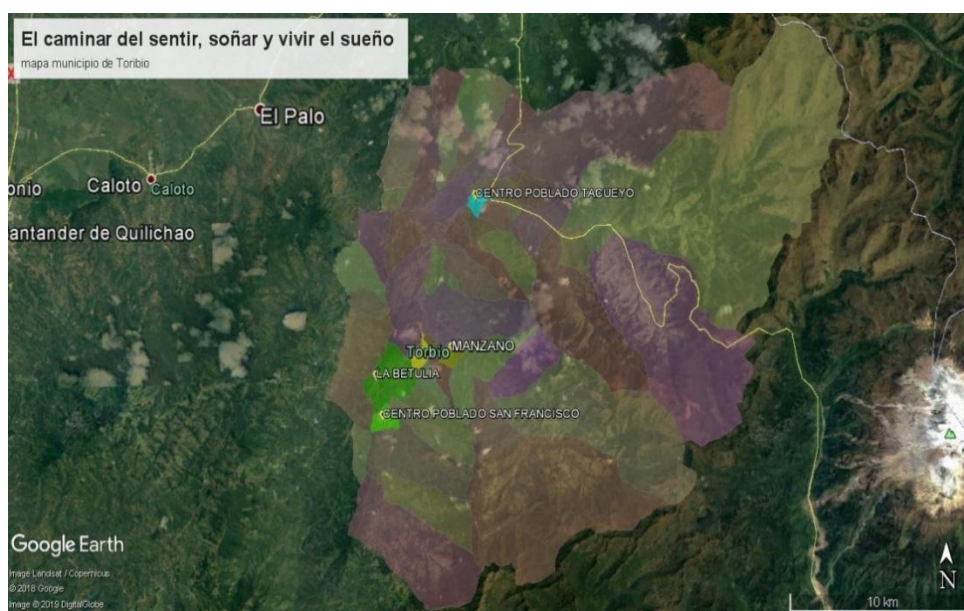 El caminar del sentir, soñar y vivir el sueño
mapa municipio de Toribio
El Palo
onio
Caloto
Caloto
antander de Quilichao
CENTRO POBLADO TACUEYO
Toribio
MANZANO
LA BETULIA
CENTRO POBLADO SAN FRANCISCO
Google Earth
Image Landsat / Copernicus
© 2018 Google
Image © 2019 DigitalGlobe
N
10 km